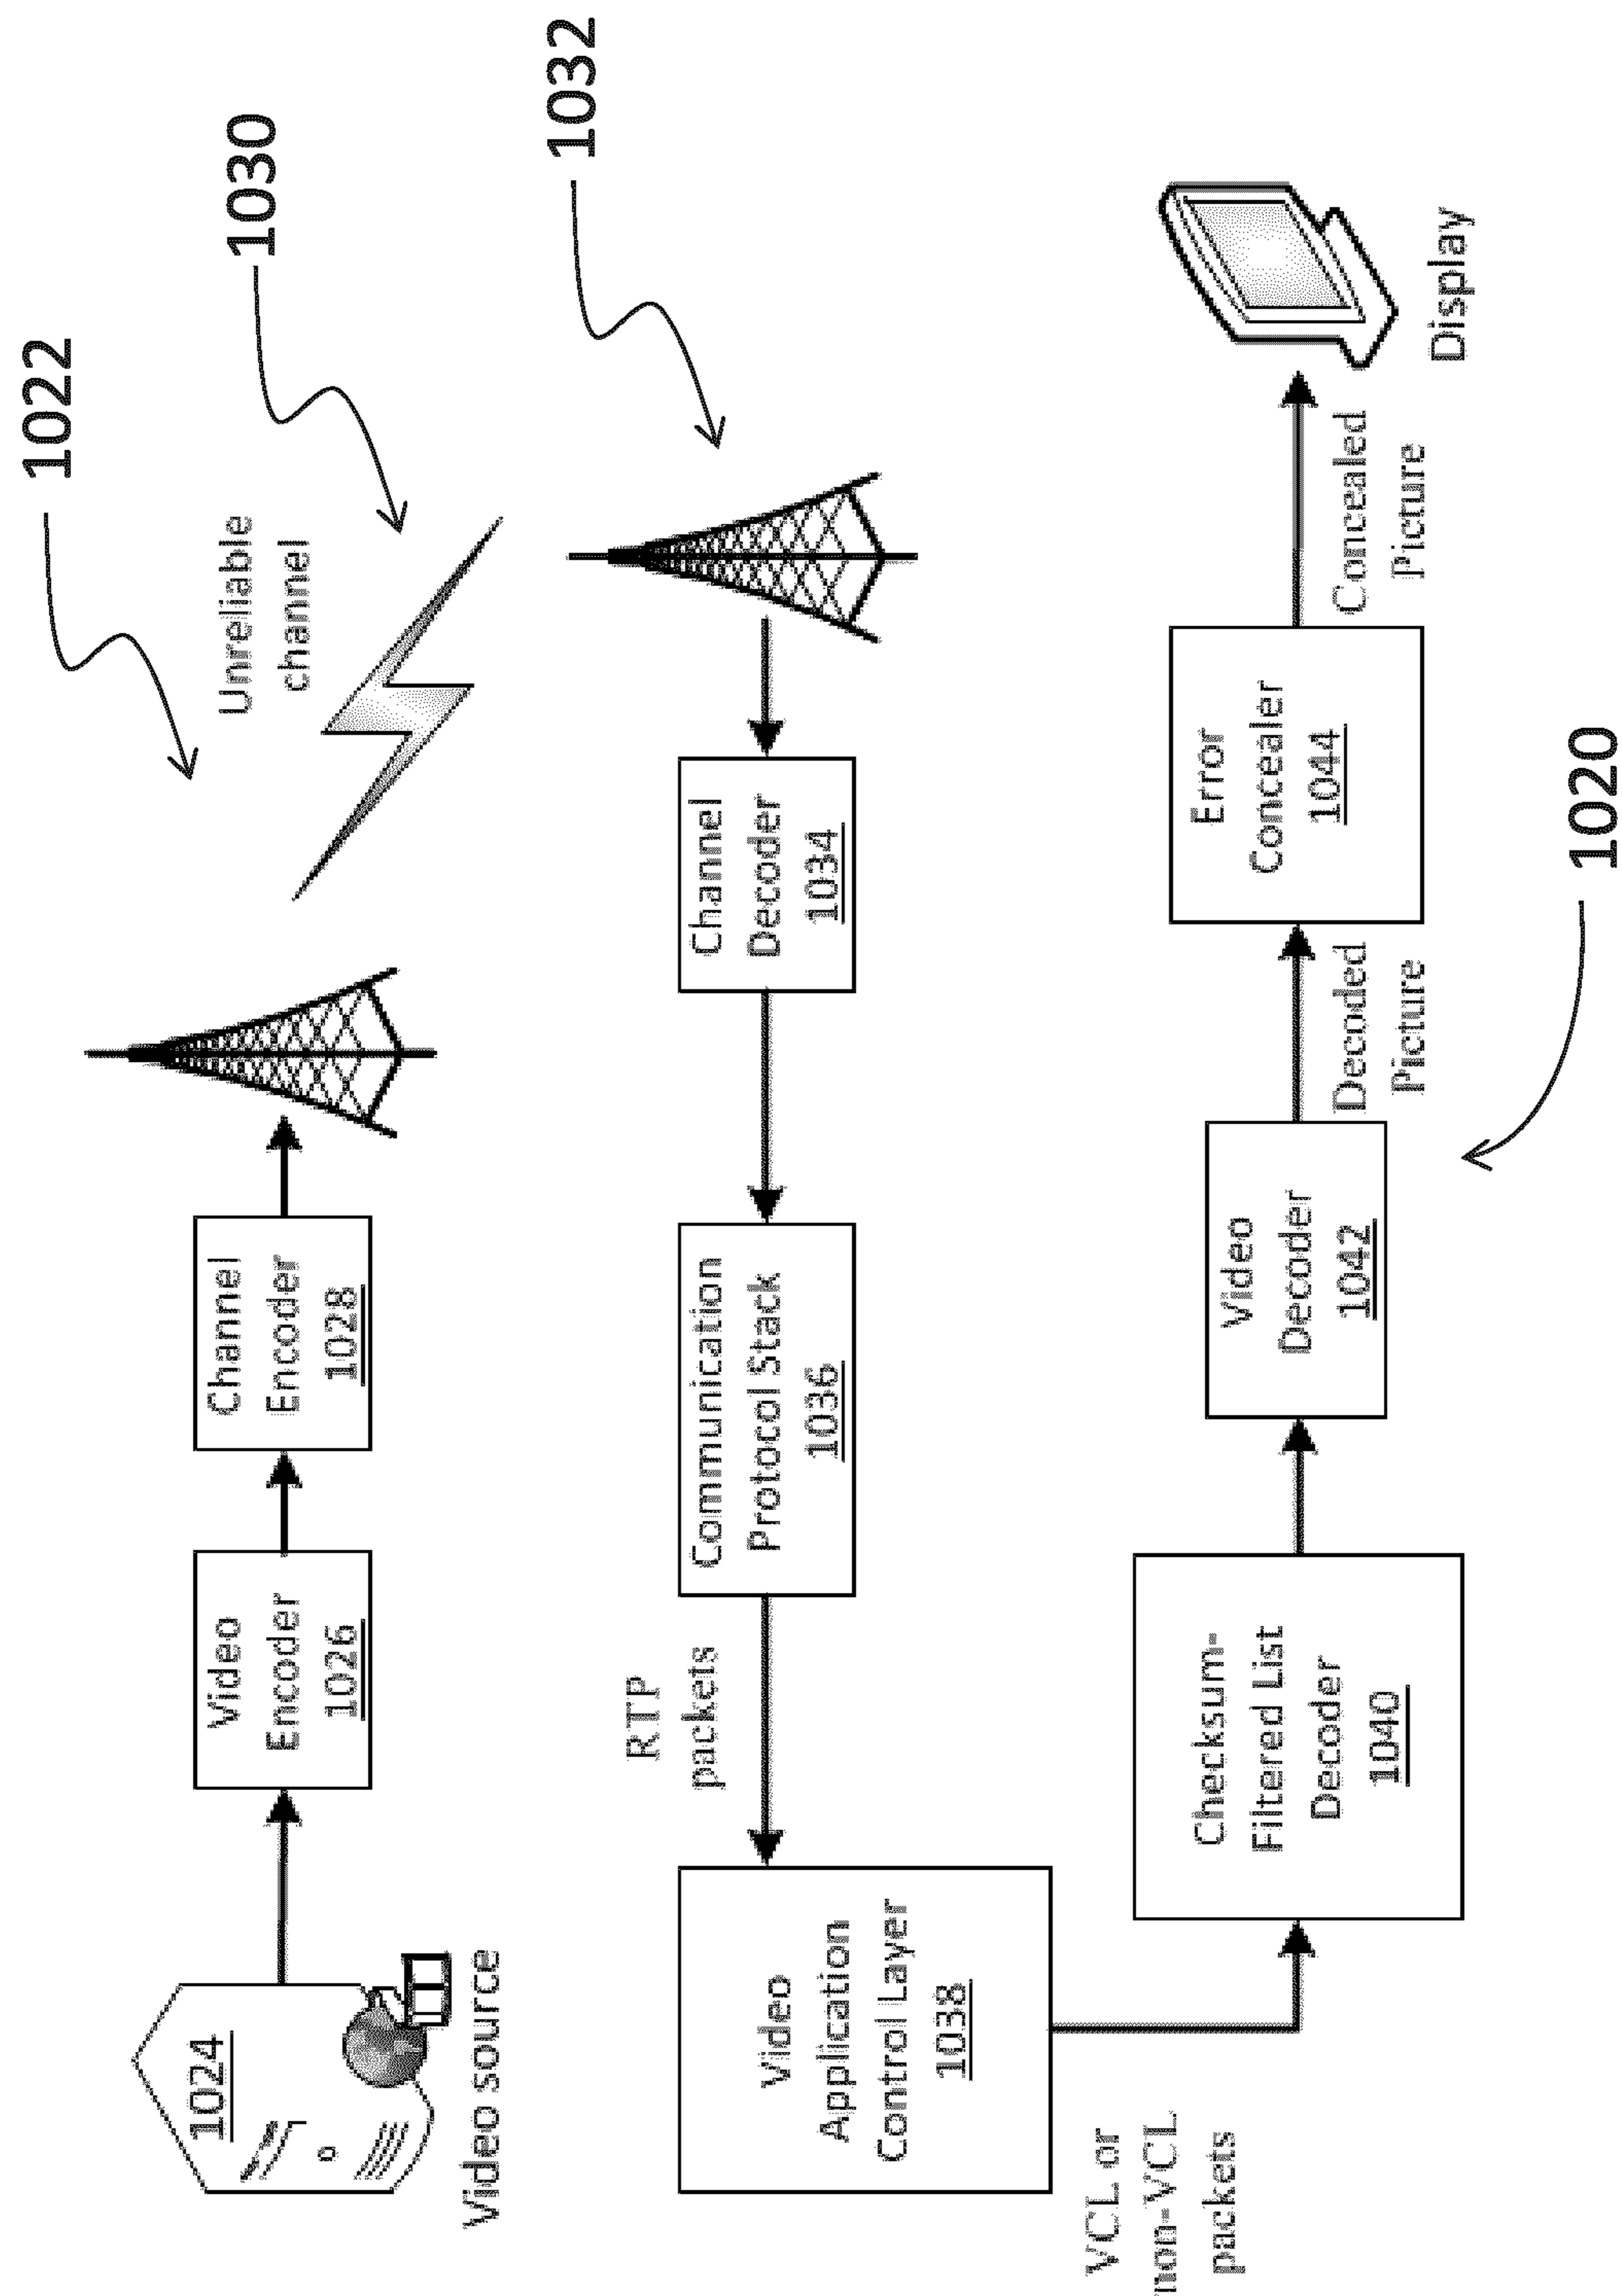 1022
1030
1032
Unreliable
channel
1024
Video source
Video
Encoder
1026
Channel
Encoder
1028
Channel
Decoder
1034
Communication
Protocol Stack
1036
RTP
packets
Video
Application
Control Layer
1038
VCL or
non-VCL
packets
Checksum-
Filtered List
Decoder
1040
Video
Decoder
1042
Decoded
Picture
Error
Concealer
1044
Concealed
Picture
Display
1020